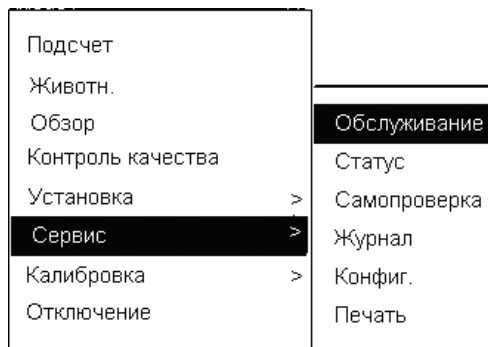 Подсчет
Животн.
Обзор
Контроль качества
Установка >
Сервис >
Калибровка >
Отключение
Обслуживание
Статус
Самопроверка
Журнал
Конфиг.
Печать